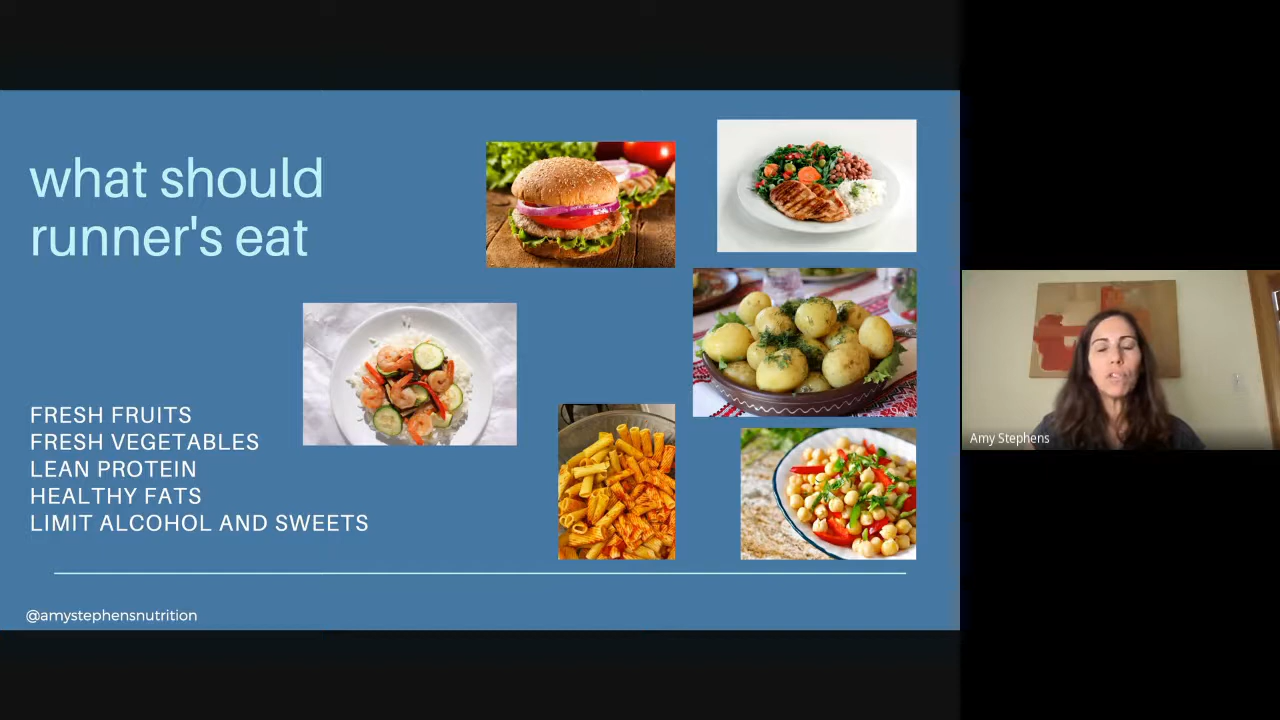 what should
runner's eat
FRESH FRUITS
FRESH VEGETABLES
LEAN PROTEIN
HEALTHY FATS
LIMIT ALCOHOL AND SWEETS
@amystephensnutrition
Amy Stephens